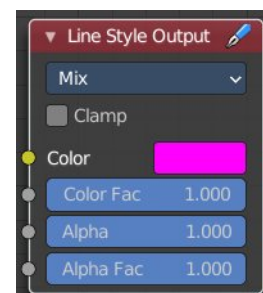 Line Style Output
Mix
Clamp
Color
Color Fac 1.000
Alpha 1.000
Alpha Fac 1.000